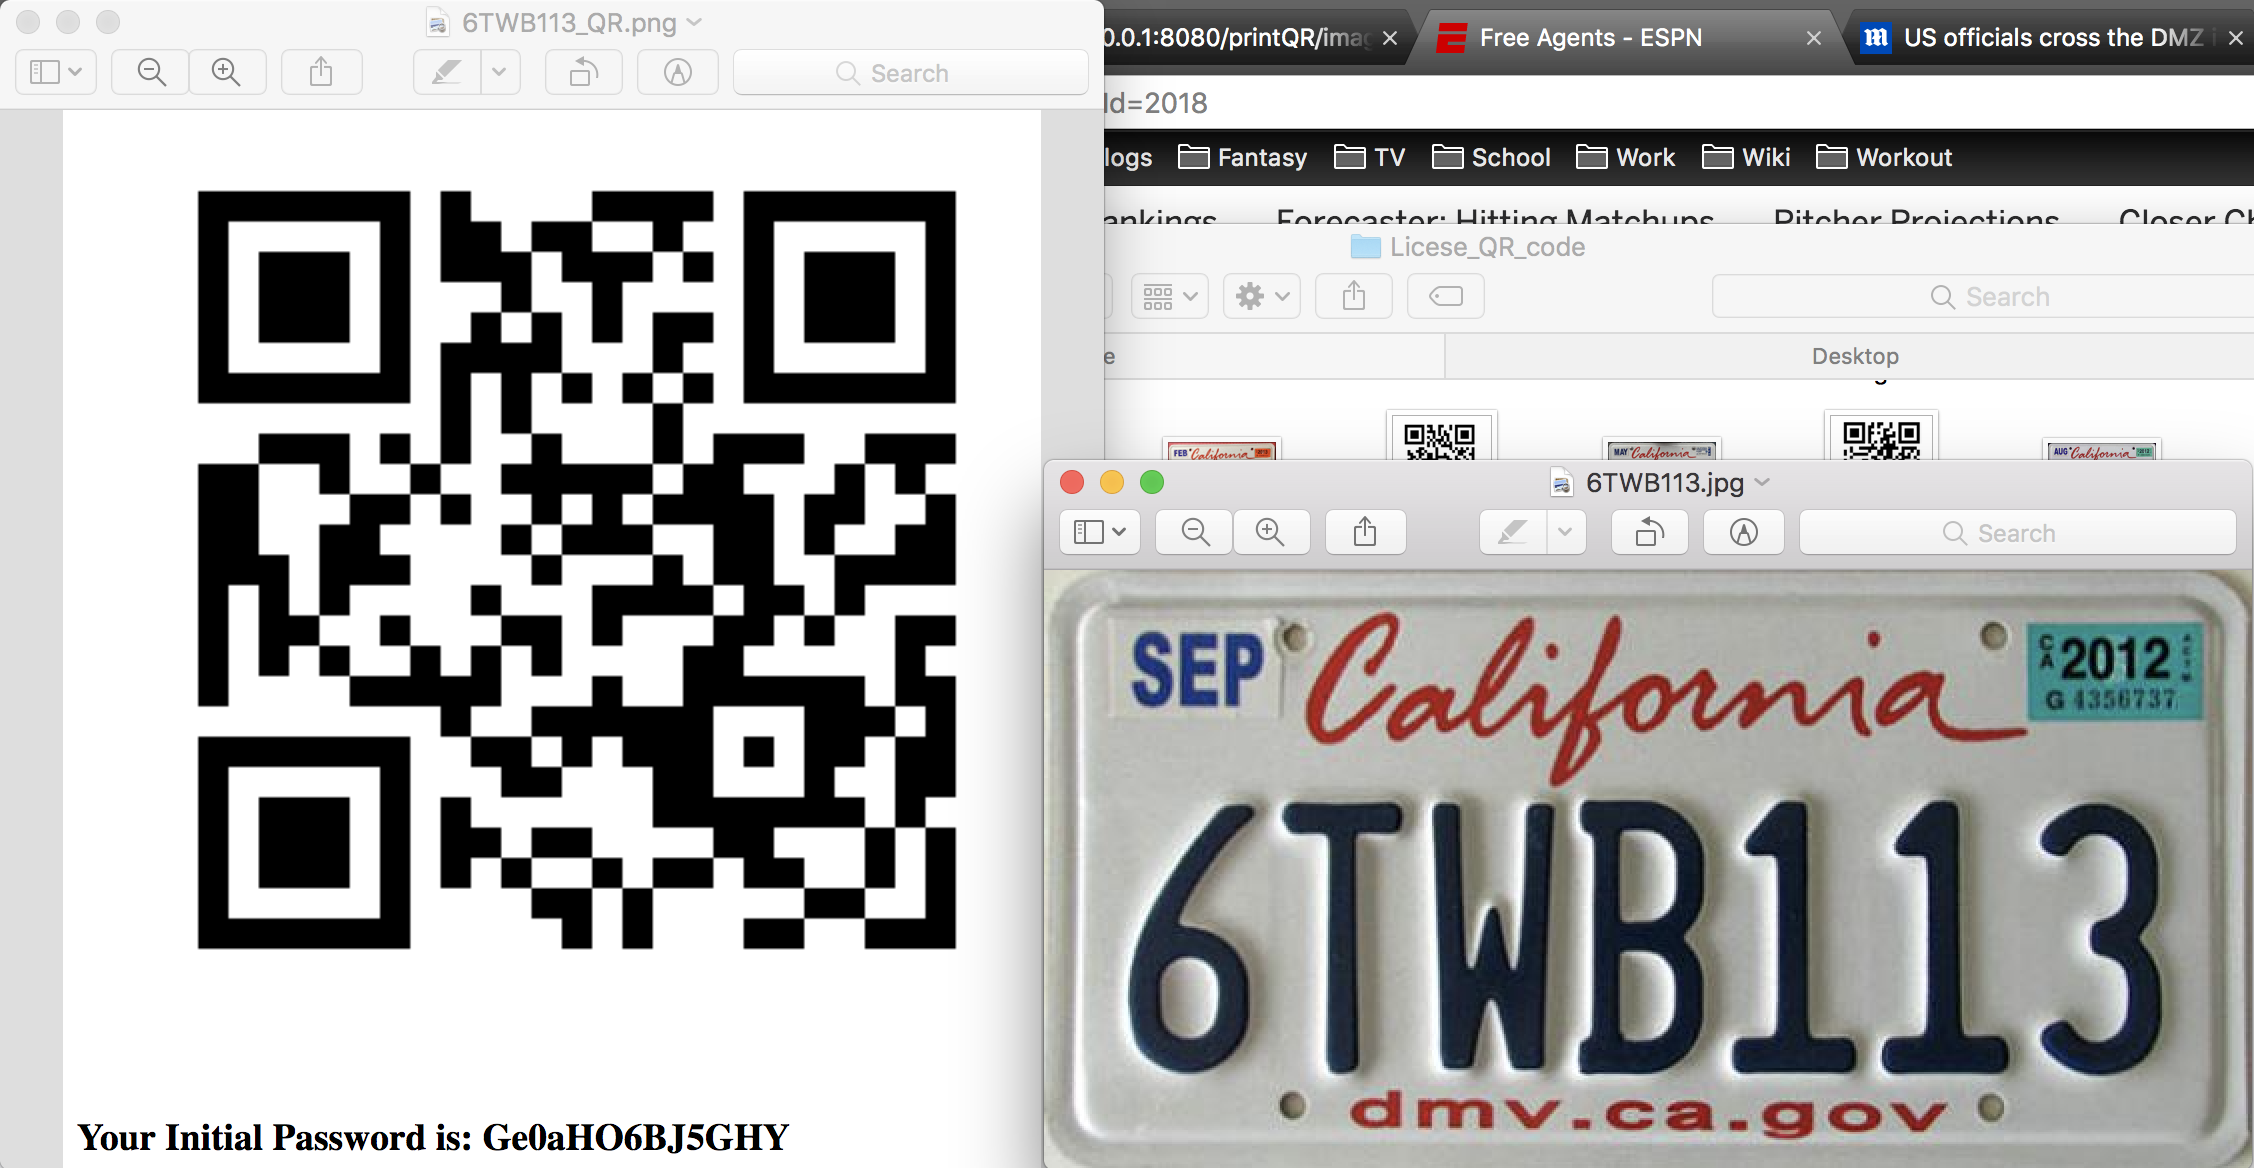 6TWB113_QR.png
Search
Your Initial Password is: Ge0aHO6BJ5GHY
0.0.1:8080/printQR/imag
Free Agents - ESPN
US officials cross the DMZ i
Id=2018
logs
Fantasy
TV
School
Work
Wiki
Workout
ankings
Forecaster: Hitting Matchups
Pitcher Projections
Closer Ch
Licese_QR_code
Search
e
Desktop
FEB California
MAY California
AUG California
6TWB113.jpg
Search
SEP
California
CA 2012
G 4356737
6TWB113
dmv.ca.gov